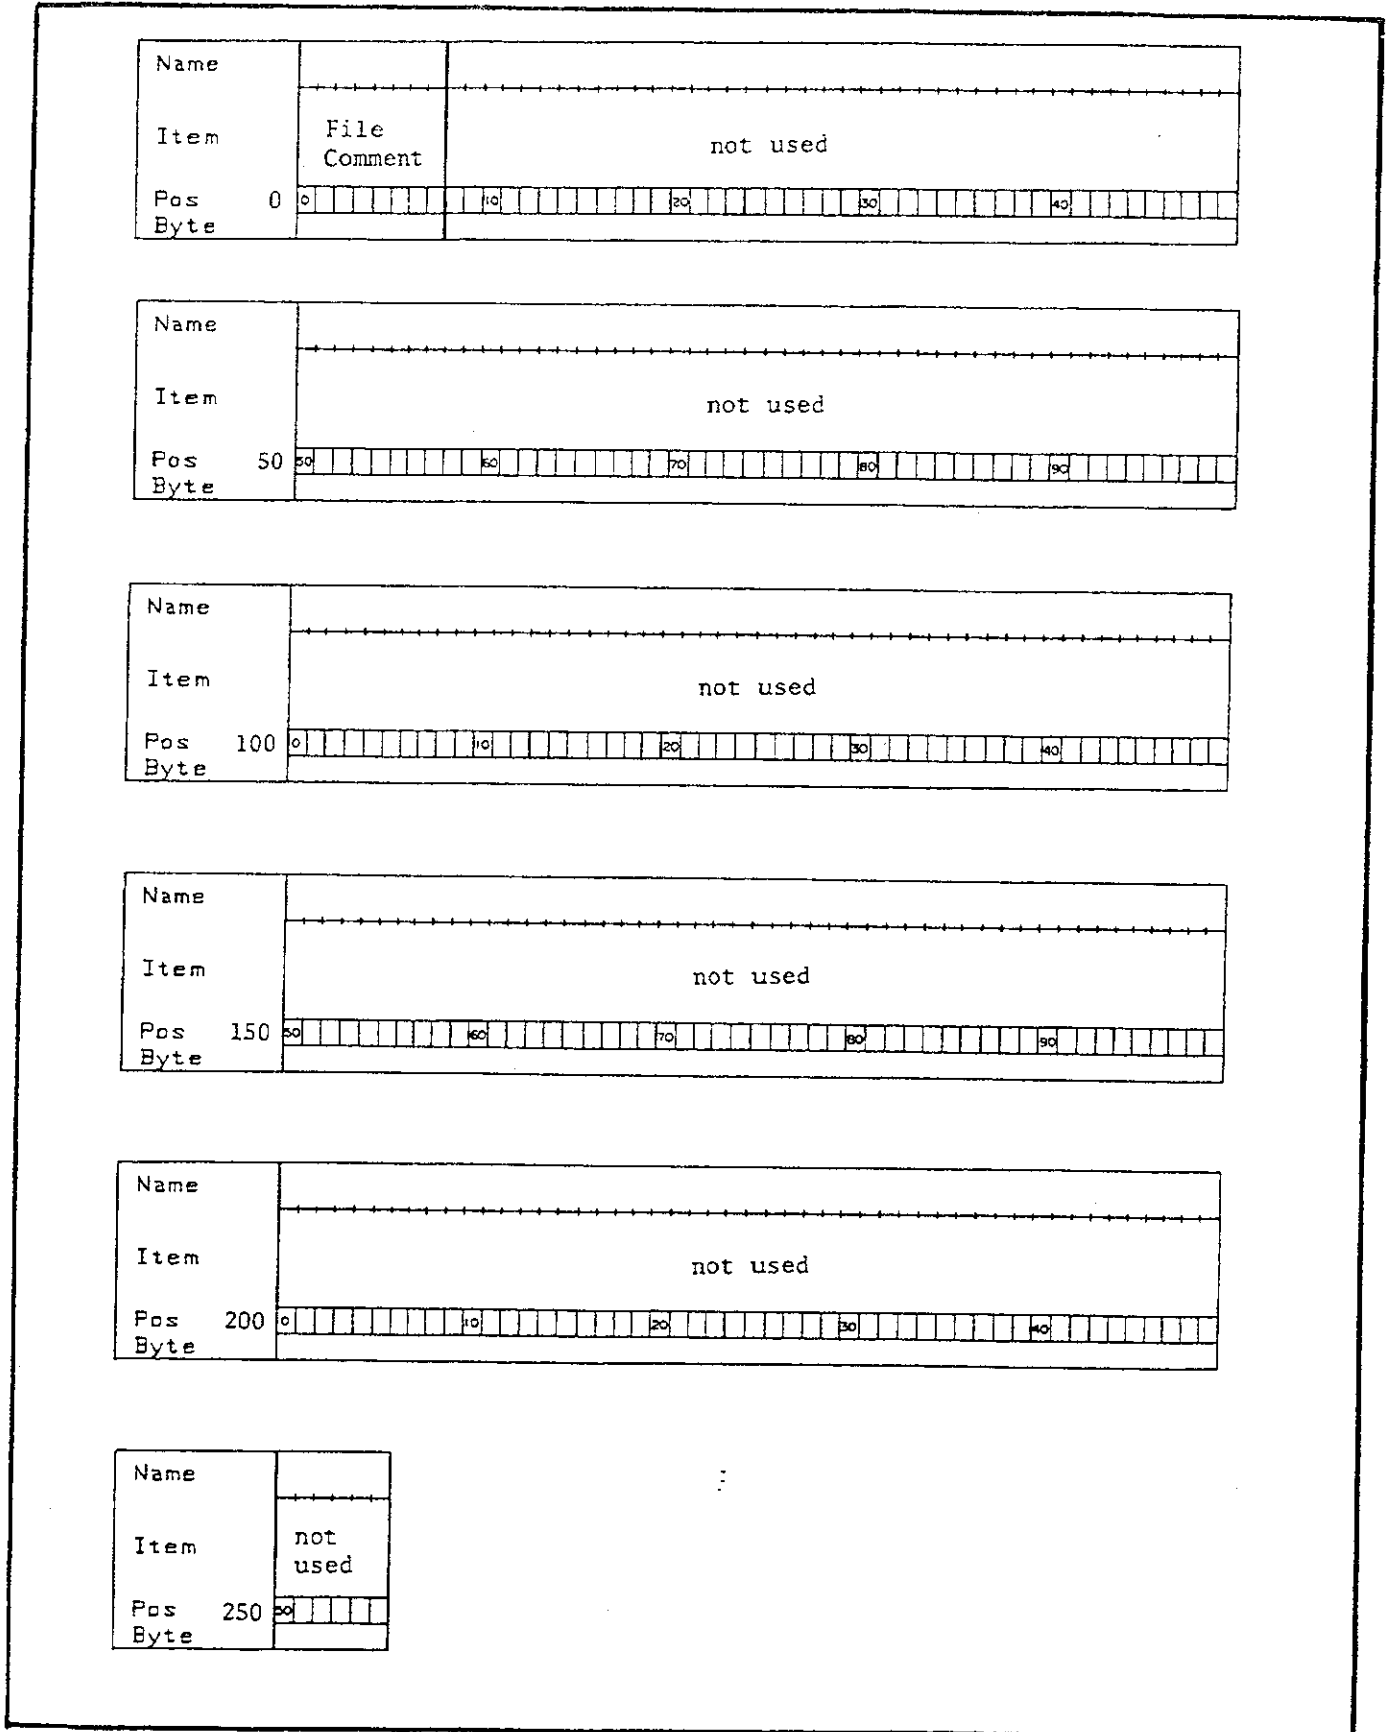 Name
Item File Comment not used
Pos 0 0 10 20 30 40
Byte
Name
Item not used
Pos 50 50 60 70 80 90
Byte
Name
Item not used
Pos 100 0 10 20 30 40
Byte
Name
Item not used
Pos 150 50 60 70 80 90
Byte
Name
Item not used
Pos 200 0 10 20 30 40
Byte
Name
Item not used
Pos 250 50
Byte